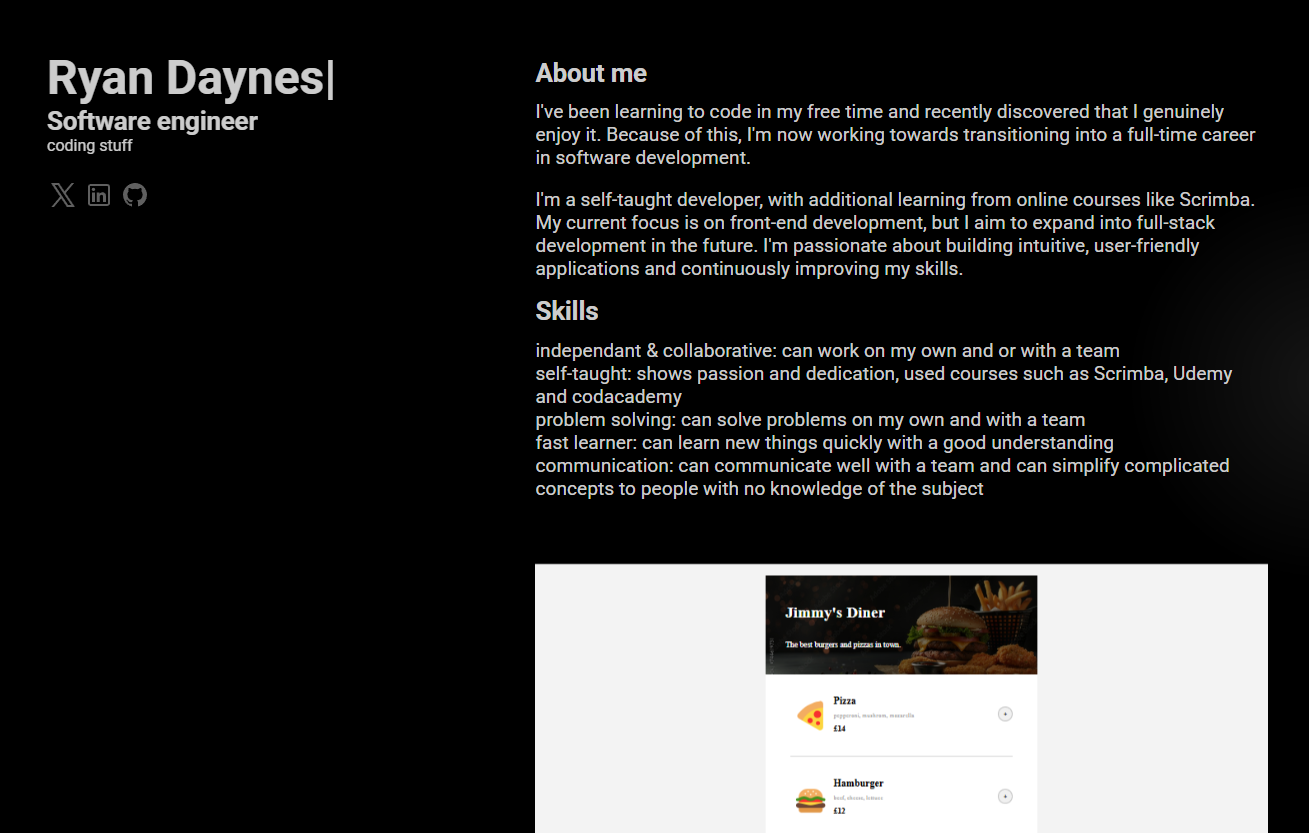 Ryan Daynes|
Software engineer
coding stuff
About me
I've been learning to code in my free time and recently discovered that I genuinely
enjoy it. Because of this, I'm now working towards transitioning into a full-time career
in software development.
I'm a self-taught developer, with additional learning from online courses like Scrimba.
My current focus is on front-end development, but I aim to expand into full-stack
development in the future. I'm passionate about building intuitive, user-friendly
applications and continuously improving my skills.
Skills
independant & collaborative: can work on my own and or with a team
self-taught: shows passion and dedication, used courses such as Scrimba, Udemy
and codacademy
problem solving: can solve problems on my own and with a team
fast learner: can learn new things quickly with a good understanding
communication: can communicate well with a team and can simplify complicated
concepts to people with no knowledge of the subject
Jimmy's Diner
The best burgers and pizzas in town.
Pizza
pepperoni, mushrom,
£14
+
Hamburger
beef, cheese, lettuce
£12
+